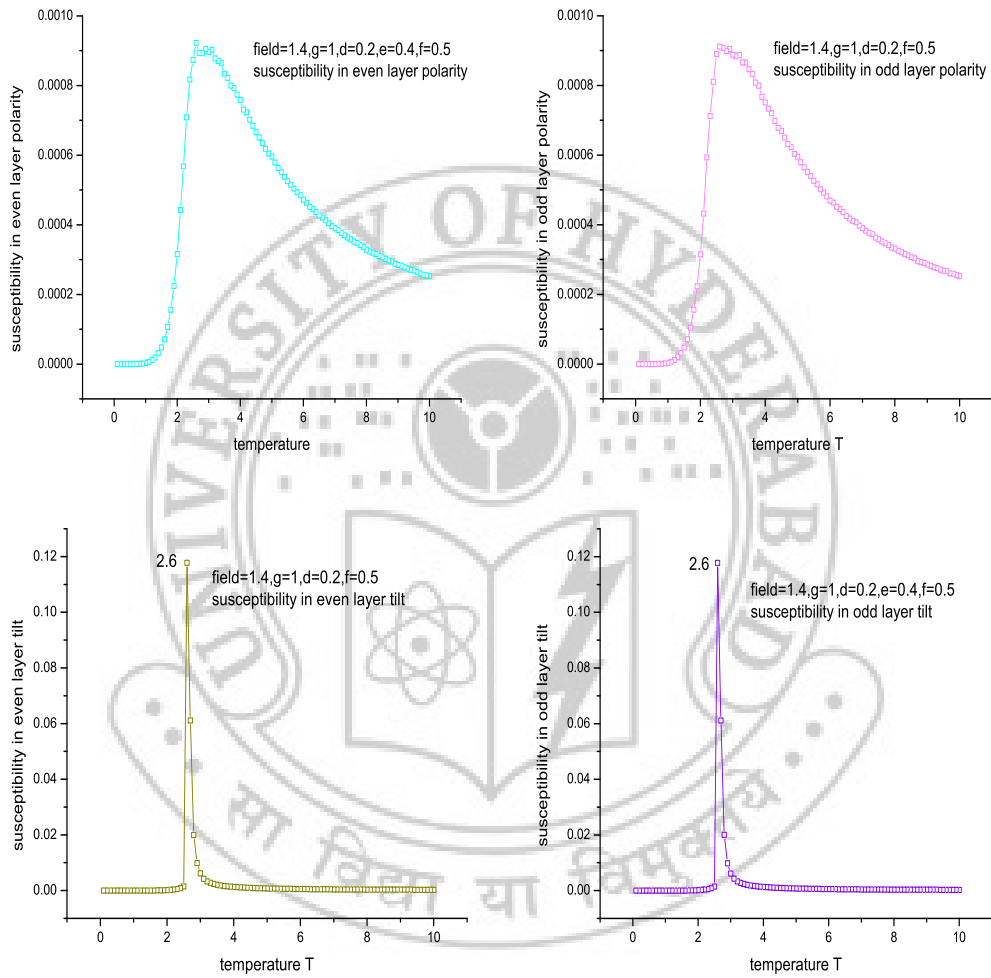 field=1.4,g=1,d=0.2,e=0.4,f=0.5
susceptibility in even layer polarity
susceptibility in even layer polarity
0.0010
0.0008
0.0006
0.0004
0.0002
0.0000
0 2 4 6 8 10
temperature
field=1.4,g=1,d=0.2,f=0.5
susceptibility in odd layer polarity
susceptibility in odd layer polarity
0.0010
0.0008
0.0006
0.0004
0.0002
0.0000
0 2 4 6 8 10
temperature T
2.6
field=1.4,g=1,d=0.2,f=0.5
susceptibility in even layer tilt
susceptibility in even layer tilt
0.12
0.10
0.08
0.06
0.04
0.02
0.00
0 2 4 6 8 10
temperature T
2.6
field=1.4,g=1,d=0.2,e=0.4,f=0.5
susceptibility in odd layer tilt
susceptibility in odd layer tilt
0.12
0.10
0.08
0.06
0.04
0.02
0.00
0 2 4 6 8 10
temperature T
UNIVERSITY OF HYDERABAD
सा विद्या या विमुक्तये